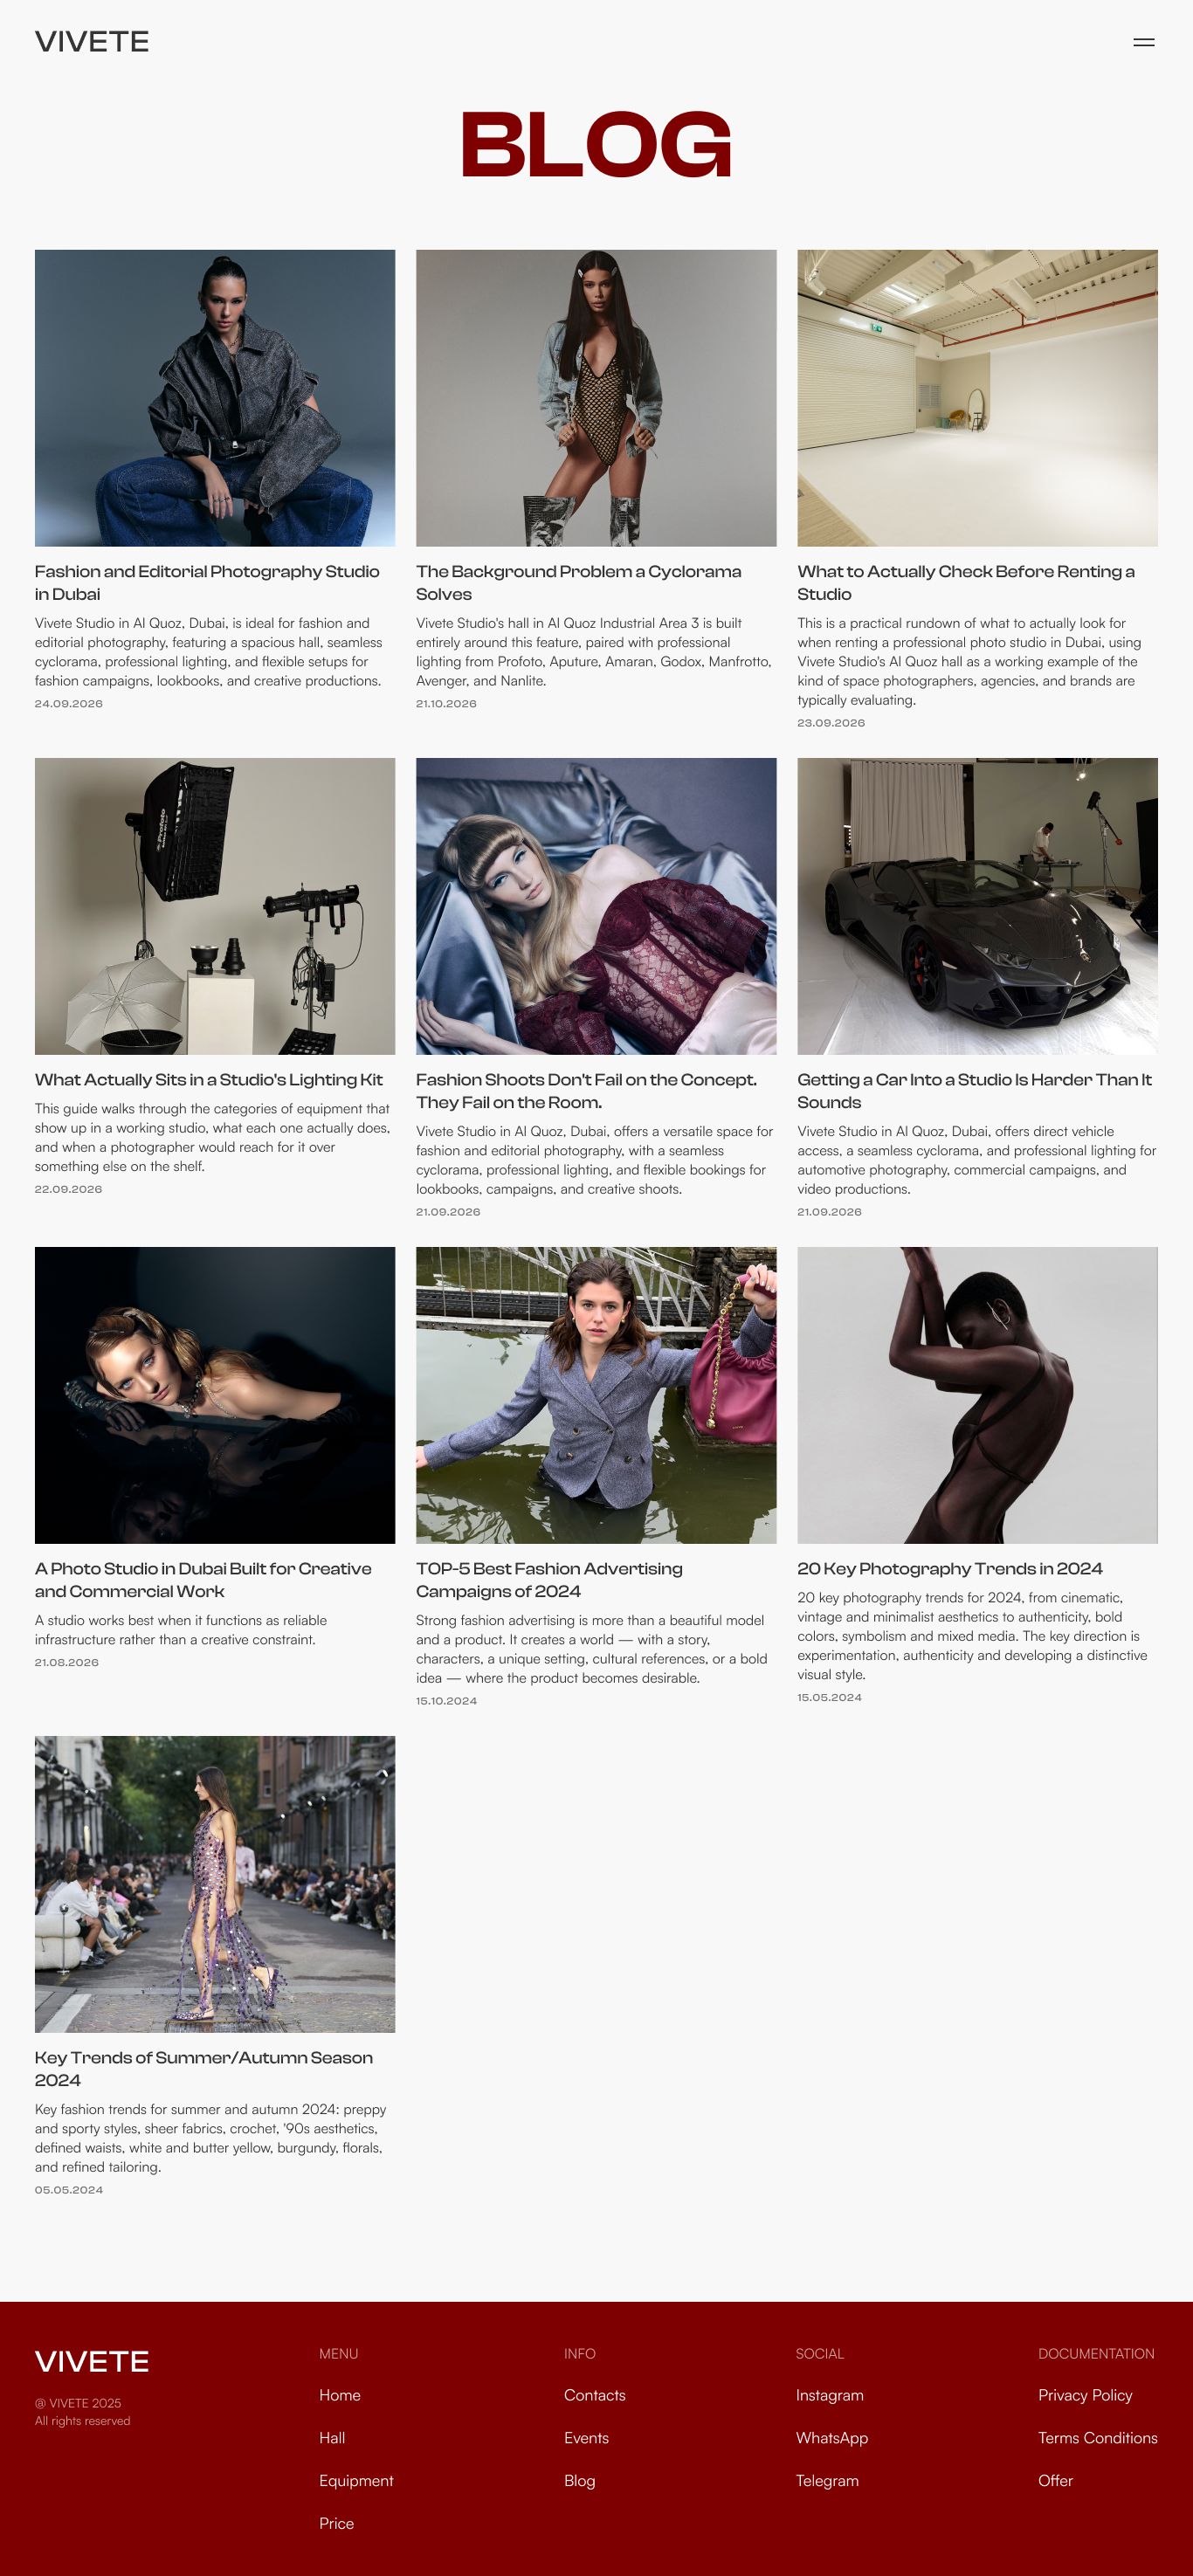 VIVETE
BLOG
Fashion and Editorial Photography Studio
in Dubai
Vivete Studio in Al Quoz, Dubai, is ideal for fashion and
editorial photography, featuring a spacious hall, seamless
cyclorama, professional lighting, and flexible setups for
fashion campaigns, lookbooks, and creative productions.
24.09.2026
The Background Problem a Cyclorama
Solves
Vivete Studio's hall in Al Quoz Industrial Area 3 is built
entirely around this feature, paired with professional
lighting from Profoto, Aputure, Amaran, Godox, Manfrotto,
Avenger, and Nanlite.
21.10.2026
What to Actually Check Before Renting a
Studio
This is a practical rundown of what to actually look for
when renting a professional photo studio in Dubai, using
Vivete Studio's Al Quoz hall as a working example of the
kind of space photographers, agencies, and brands are
typically evaluating.
23.09.2026
Profoto
What Actually Sits in a Studio's Lighting Kit
This guide walks through the categories of equipment that
show up in a working studio, what each one actually does,
and when a photographer would reach for it over
something else on the shelf.
22.09.2026
Fashion Shoots Don't Fail on the Concept.
They Fail on the Room.
Vivete Studio in Al Quoz, Dubai, offers a versatile space for
fashion and editorial photography, with a seamless
cyclorama, professional lighting, and flexible bookings for
lookbooks, campaigns, and creative shoots.
21.09.2026
Getting a Car Into a Studio Is Harder Than It
Sounds
Vivete Studio in Al Quoz, Dubai, offers direct vehicle
access, a seamless cyclorama, and professional lighting for
automotive photography, commercial campaigns, and
video productions.
21.09.2026
A Photo Studio in Dubai Built for Creative
and Commercial Work
A studio works best when it functions as reliable
infrastructure rather than a creative constraint.
21.08.2026
TOP-5 Best Fashion Advertising
Campaigns of 2024
Strong fashion advertising is more than a beautiful model
and a product. It creates a world — with a story,
characters, a unique setting, cultural references, or a bold
idea — where the product becomes desirable.
15.10.2024
20 Key Photography Trends in 2024
20 key photography trends for 2024, from cinematic,
vintage and minimalist aesthetics to authenticity, bold
colors, symbolism and mixed media. The key direction is
experimentation, authenticity and developing a distinctive
visual style.
15.05.2024
Key Trends of Summer/Autumn Season
2024
Key fashion trends for summer and autumn 2024: preppy
and sporty styles, sheer fabrics, crochet, '90s aesthetics,
defined waists, white and butter yellow, burgundy, florals,
and refined tailoring.
05.05.2024
VIVETE
@ VIVETE 2025
All rights reserved
MENU
Home
Hall
Equipment
Price
INFO
Contacts
Events
Blog
SOCIAL
Instagram
WhatsApp
Telegram
DOCUMENTATION
Privacy Policy
Terms Conditions
Offer